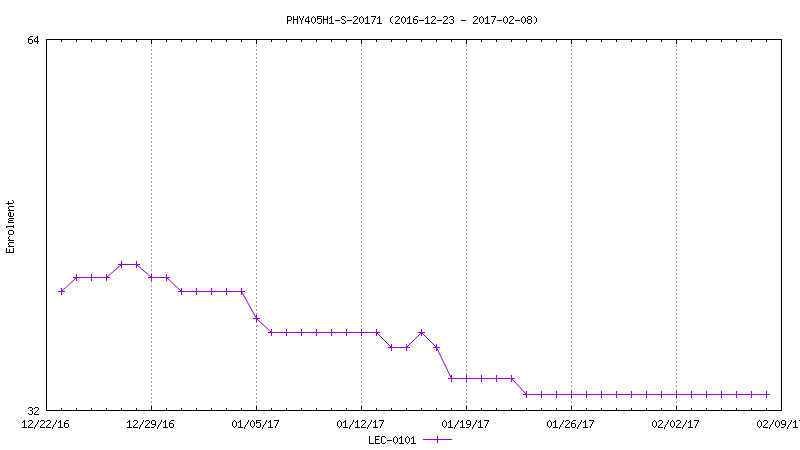 PHY405H1-S-20171 (2016-12-23 - 2017-02-08)
64
Enrolment
32
12/22/16 12/29/16 01/05/17 01/12/17 01/19/17 01/26/17 02/02/17 02/09/1
LEC-0101